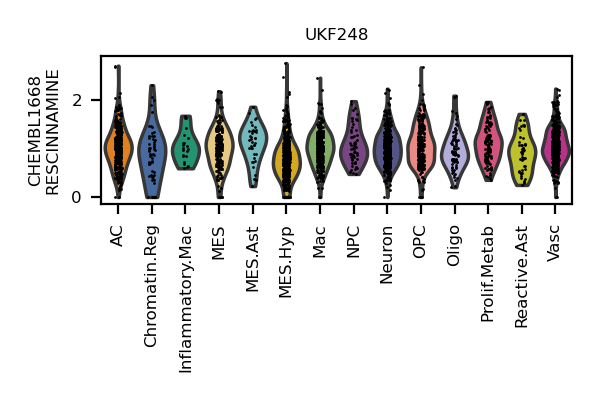 UKF248
CHEMBL1668
RESCINNAMINE
2
0
AC
Chromatin.Reg
Inflammatory.Mac
MES
MES.Ast
MES.Hyp
Mac
NPC
Neuron
OPC
Oligo
Prolif.Metab
Reactive.Ast
Vasc